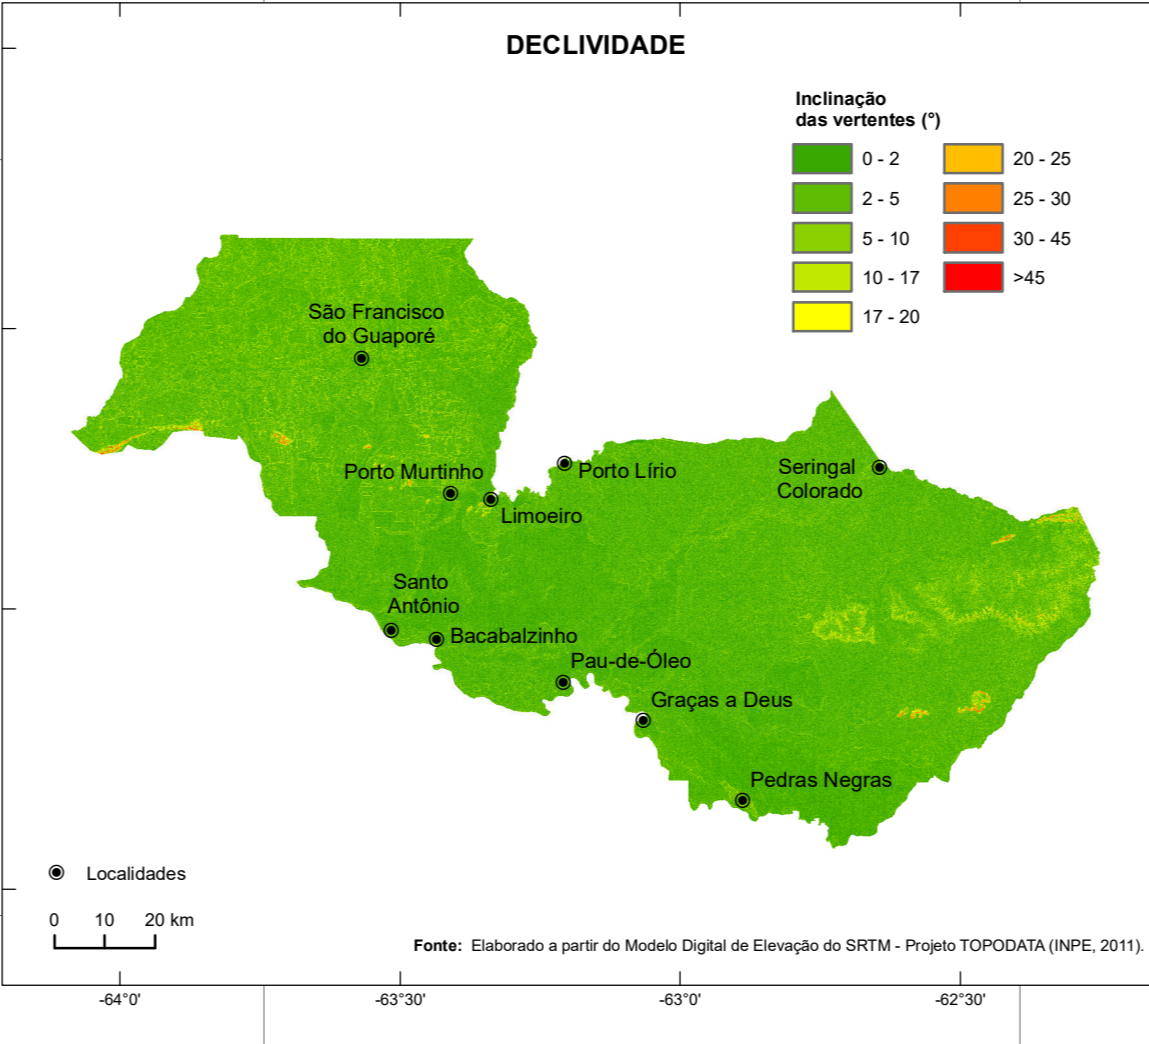 DECLIVIDADE
Inclinação
das vertentes (°)
0 - 2
2 - 5
5 - 10
10 - 17
17 - 20
20 - 25
25 - 30
30 - 45
>45
São Francisco
do Guaporé
Porto Murtinho
Limoeiro
Porto Lírio
Seringal
Colorado
Santo
Antônio
Bacabalzinho
Pau-de-Óleo
Graças a Deus
Pedras Negras
Localidades
0 10 20 km
Fonte: Elaborado a partir do Modelo Digital de Elevação do SRTM - Projeto TOPODATA (INPE, 2011).
-64°0' -63°30' -63°0' -62°30'